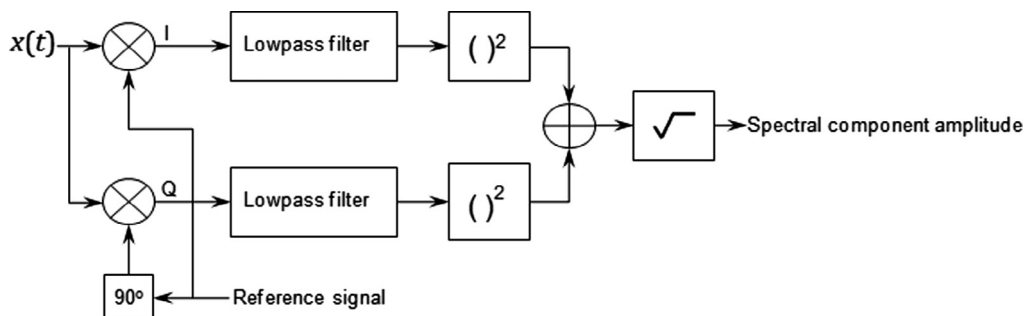 x(t)
I
Lowpass filter
( )²
√
Spectral component amplitude
Q
Lowpass filter
( )²
90º
Reference signal